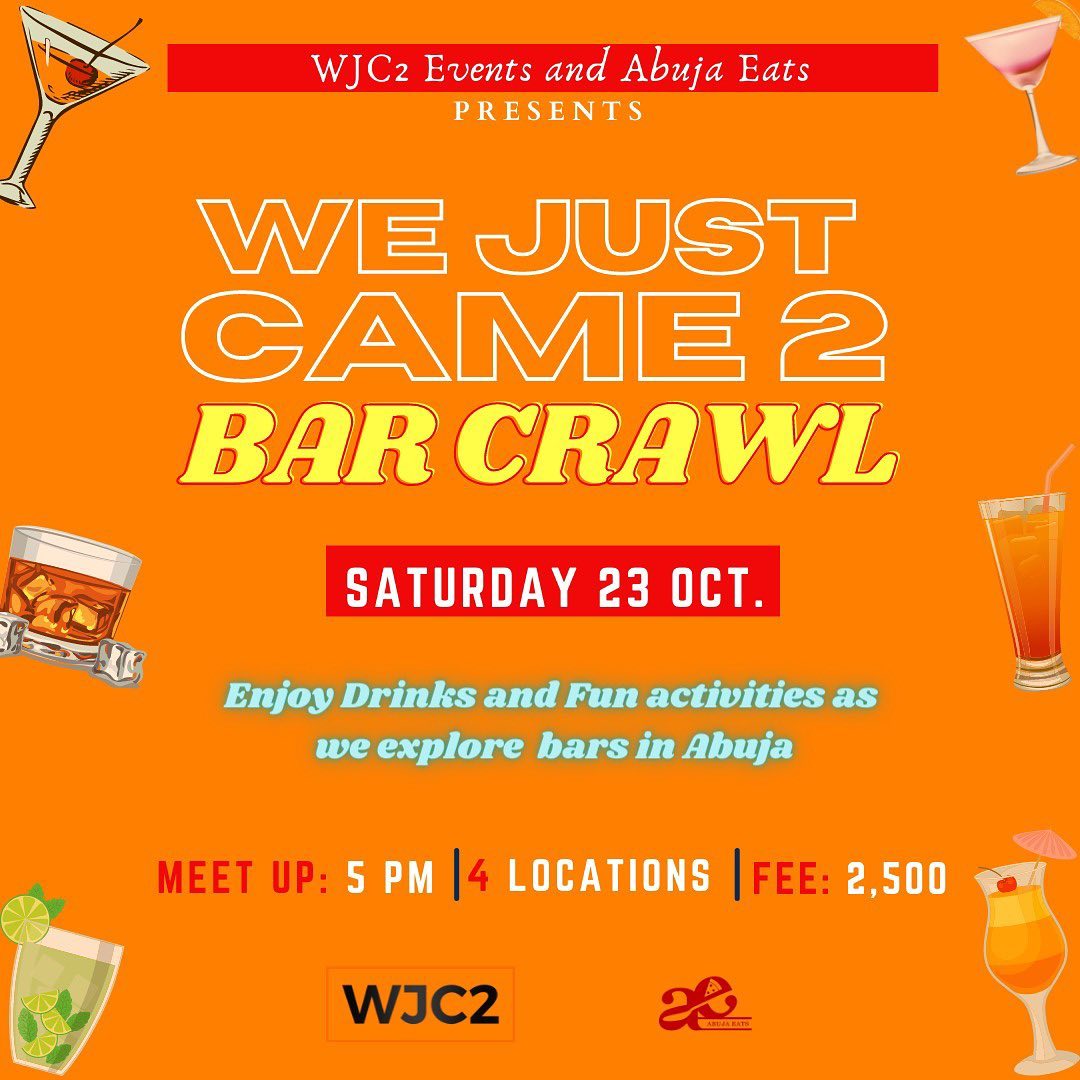 WJC2 Events and Abuja Eats
PRESENTS
WE JUST
CAME 2
BAR CRAWL
SATURDAY 23 OCT.
Enjoy Drinks and Fun activities as
we explore bars in Abuja
MEET UP: 5 PM | 4 LOCATIONS | FEE: 2,500
WJC2
ae
ABUJA EATS